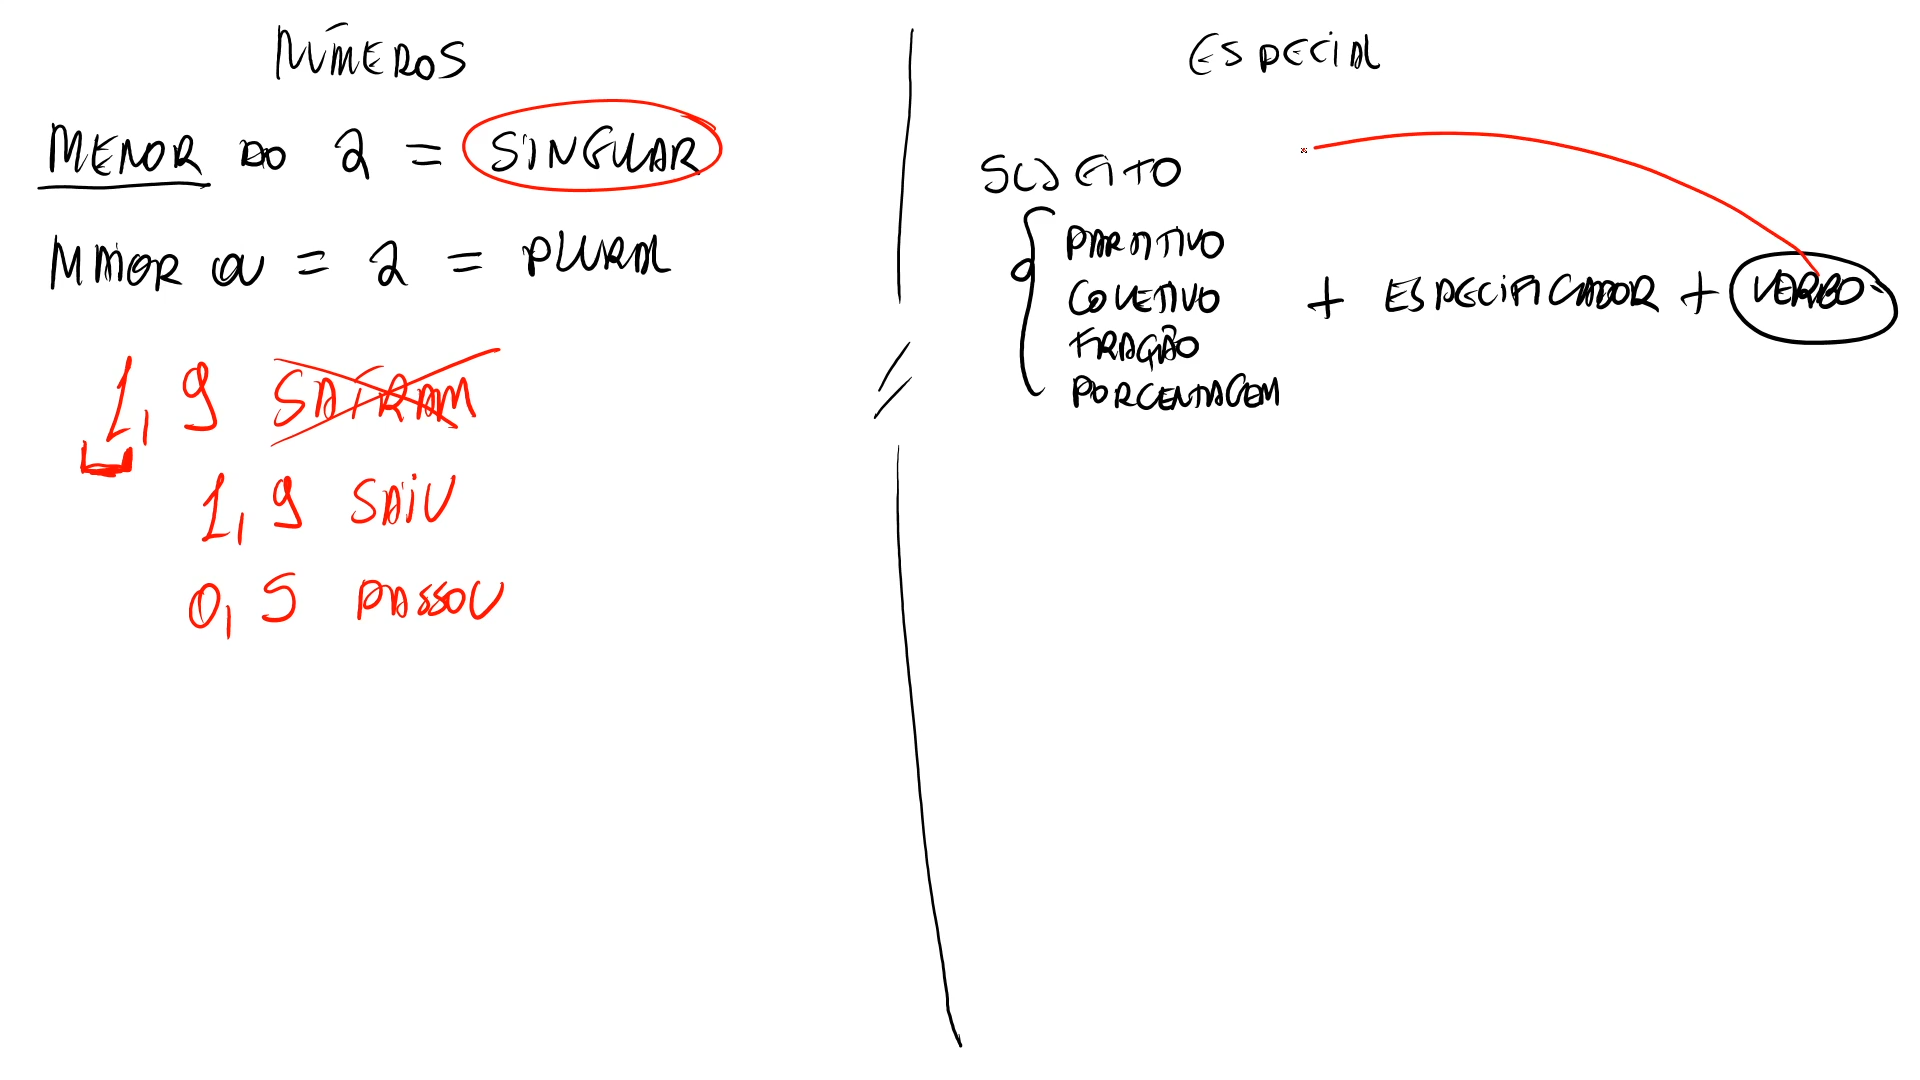 NÚMEROS
MENOR DO 2 = SINGULAR
MAIOR OU = 2 = PLURAL
1,9 SAÍRAM
1,9 SAIU
0,5 PASSOU
ESPECIAL
SUJEITO
PARTITIVO
COLETIVO
FRAÇÃO
PORCENTAGEM
+ ESPECIFICADOR + VERBO